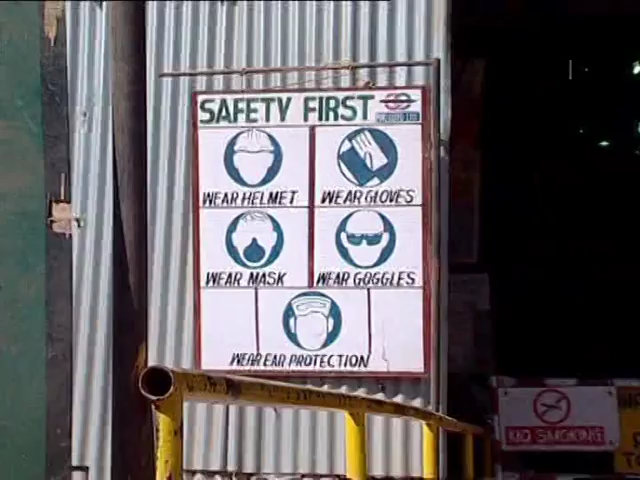 SAFETY FIRST
WEAR HELMET
WEAR GLOVES
WEAR MASK
WEAR GOGGLES
WEAR EAR PROTECTION
NO SMOKING